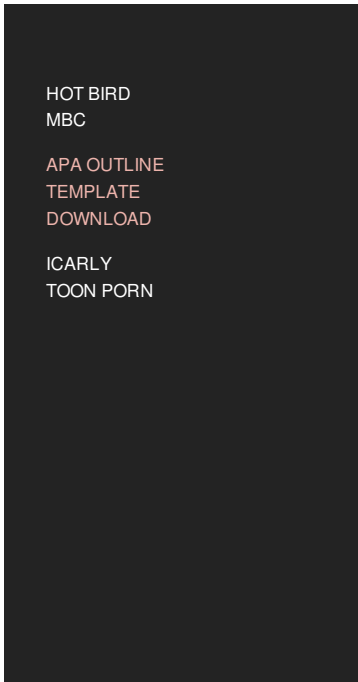 HOT BIRD
MBC
APA OUTLINE
TEMPLATE
DOWNLOAD
ICARLY
TOON PORN